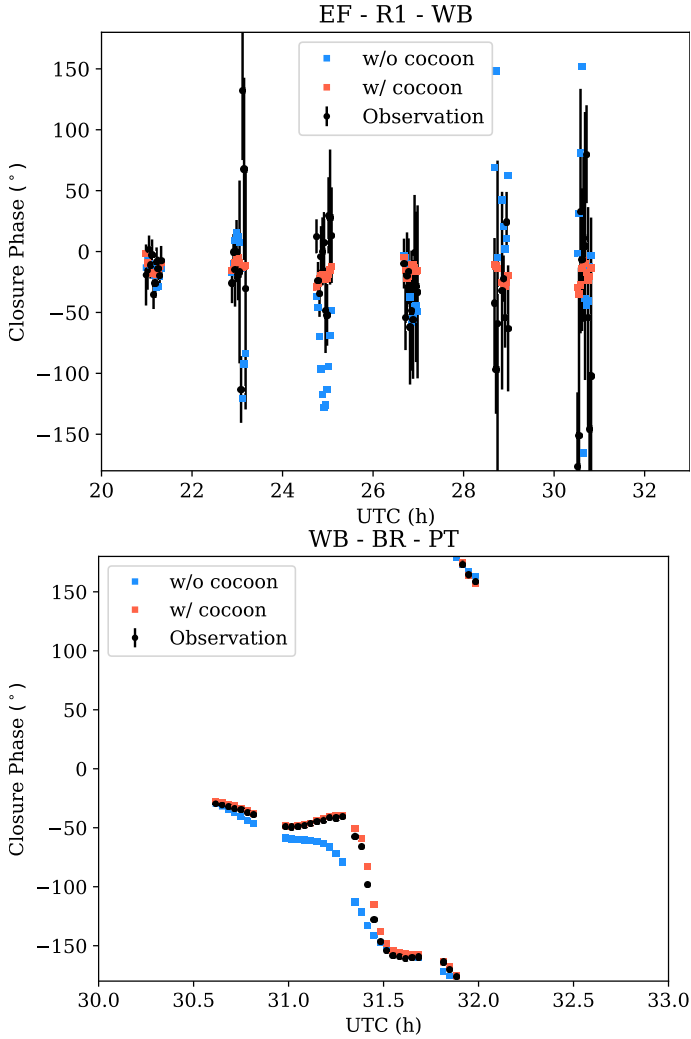 EF - R1 - WB
w/o cocoon
w/ cocoon
Observation
150
100
50
0
−50
−100
−150
Closure Phase (°)
20 22 24 26 28 30 32
UTC (h)
WB - BR - PT
w/o cocoon
w/ cocoon
Observation
150
100
50
0
−50
−100
−150
Closure Phase (°)
30.0 30.5 31.0 31.5 32.0 32.5 33.0
UTC (h)